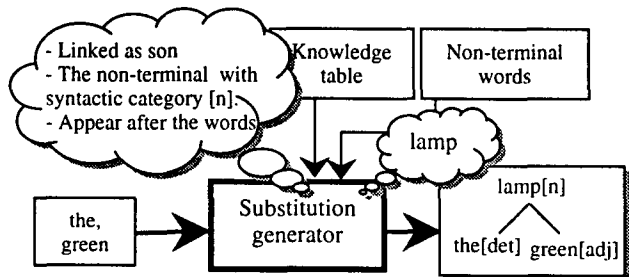 - Linked as son
- The non-terminal with
syntactic category [n].
- Appear after the words
Knowledge
table
Non-terminal
words
lamp
the,
green
Substitution
generator
lamp[n]
the[det] green[adj]